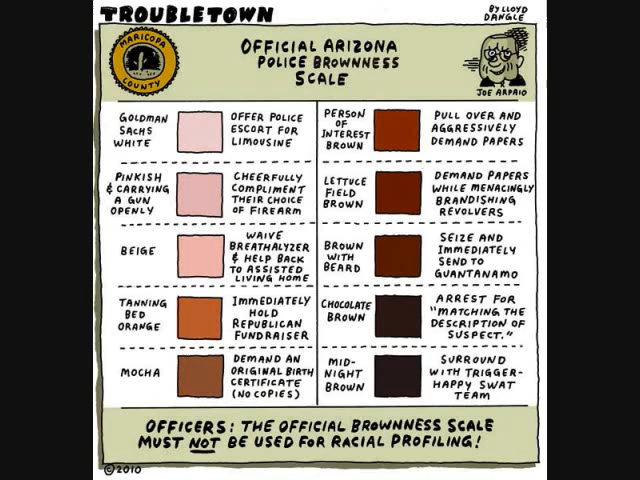 TROUBLETOWN
BY LLOYD
DANGLE
MARICOPA
COUNTY
OFFICIAL ARIZONA
POLICE BROWNNESS
SCALE
JOE ARPAIO
GOLDMAN
SACHS
WHITE
OFFER POLICE
ESCORT FOR
LIMOUSINE
PINKISH
& CARRYING
A GUN
OPENLY
CHEERFULLY
COMPLIMENT
THEIR CHOICE
OF FIREARM
BEIGE
WAIVE
BREATHALYZER
& HELP BACK
TO ASSISTED
LIVING HOME
TANNING
BED
ORANGE
IMMEDIATELY
HOLD
REPUBLICAN
FUNDRAISER
MOCHA
DEMAND AN
ORIGINAL BIRTH
CERTIFICATE
(NO COPIES)
PERSON
OF
INTEREST
BROWN
PULL OVER AND
AGGRESSIVELY
DEMAND PAPERS
LETTUCE
FIELD
BROWN
DEMAND PAPERS
WHILE MENACINGLY
BRANDISHING
REVOLVERS
BROWN
WITH
BEARD
SEIZE AND
IMMEDIATELY
SEND TO
GUANTANAMO
CHOCOLATE
BROWN
ARREST FOR
"MATCHING THE
DESCRIPTION OF
SUSPECT."
MID-
NIGHT
BROWN
SURROUND
WITH TRIGGER-
HAPPY SWAT
TEAM
OFFICERS: THE OFFICIAL BROWNNESS SCALE
MUST NOT BE USED FOR RACIAL PROFILING!
©2010